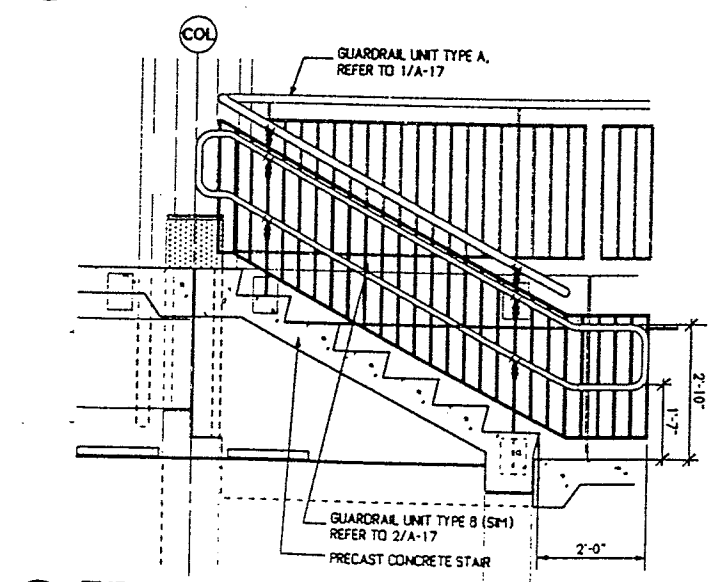 COL
GUARDRAIL UNIT TYPE A,
REFER TO 1/A-17
2'-10"
1'-7"
GUARDRAIL UNIT TYPE B (SIM)
REFER TO 2/A-17
PRECAST CONCRETE STAIR
2'-0"